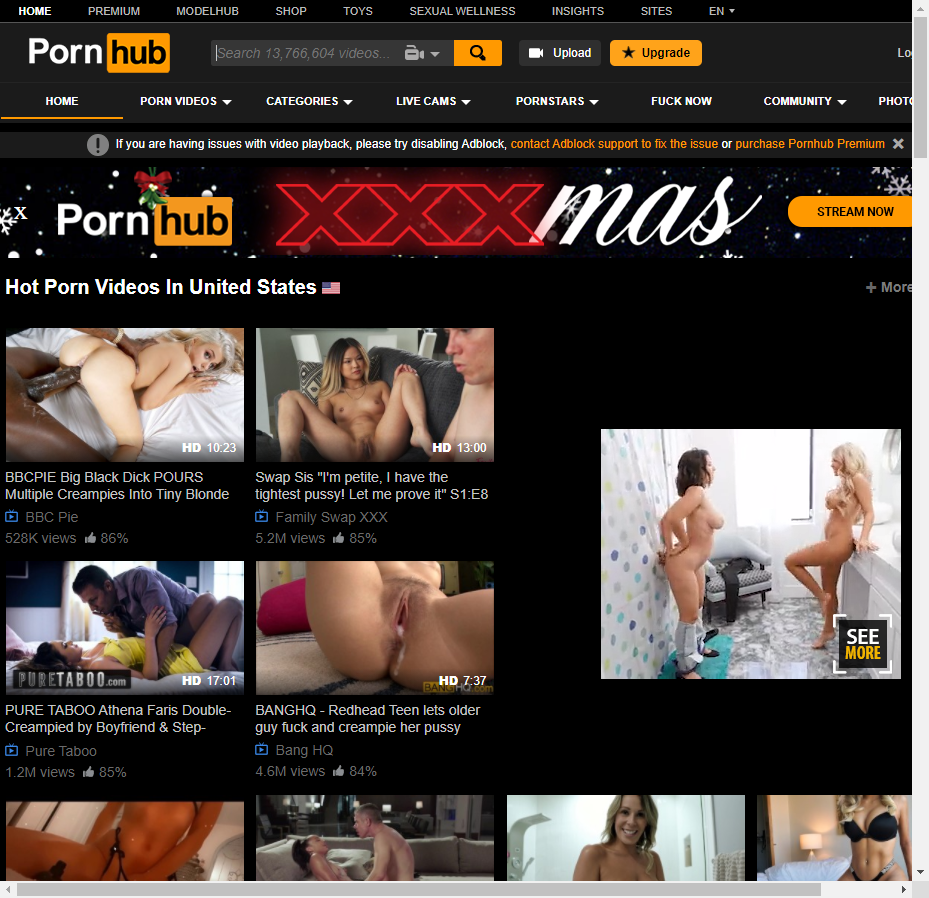 HOME PREMIUM MODELHUB SHOP TOYS SEXUAL WELLNESS INSIGHTS SITES EN
Pornhub
Search 13,766,604 videos...
Upload
Upgrade
Lo
HOME PORN VIDEOS CATEGORIES LIVE CAMS PORNSTARS FUCK NOW COMMUNITY PHOTO
If you are having issues with video playback, please try disabling Adblock, contact Adblock support to fix the issue or purchase Pornhub Premium
X
Pornhub
XXXmas
STREAM NOW
Hot Porn Videos In United States
+ More
HD 10:23
BBCPIE Big Black Dick POURS
Multiple Creampies Into Tiny Blonde
BBC Pie
528K views 86%
HD 13:00
Swap Sis "I'm petite, I have the
tightest pussy! Let me prove it" S1:E8
Family Swap XXX
5.2M views 85%
SEE
MORE
PURETABOO.com
HD 17:01
PURE TABOO Athena Faris Double-
Creampied by Boyfriend & Step-
Pure Taboo
1.2M views 85%
BANGHQ.com
HD 7:37
BANGHQ - Redhead Teen lets older
guy fuck and creampie her pussy
Bang HQ
4.6M views 84%